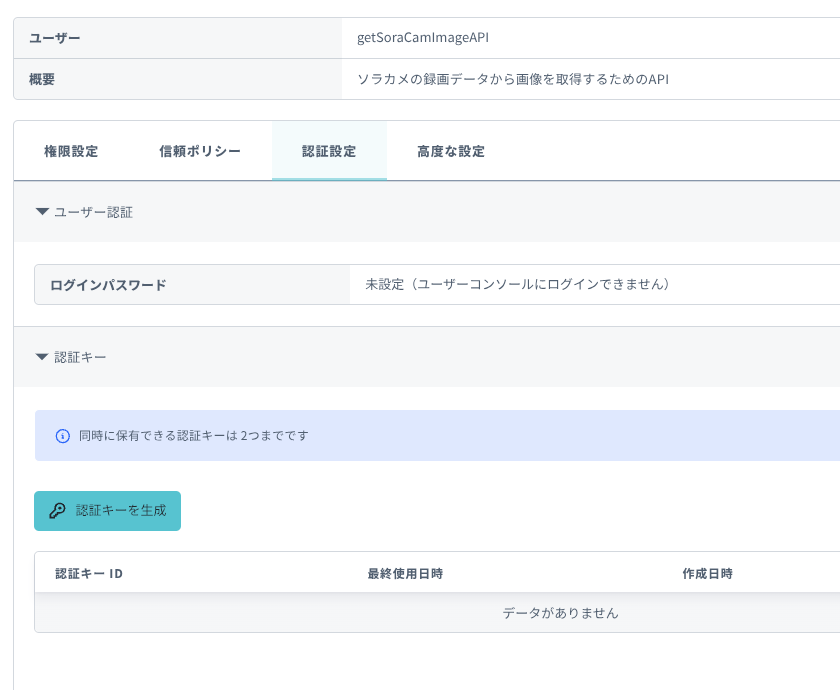 ユーザー getSoraCamImageAPI
概要 ソラカメの録画データから画像を取得するためのAPI
権限設定 信頼ポリシー 認証設定 高度な設定
ユーザー認証
ログインパスワード 未設定（ユーザーコンソールにログインできません）
認証キー
同時に保有できる認証キーは 2つまでです
認証キーを生成
認証キー ID 最終使用日時 作成日時
データがありません